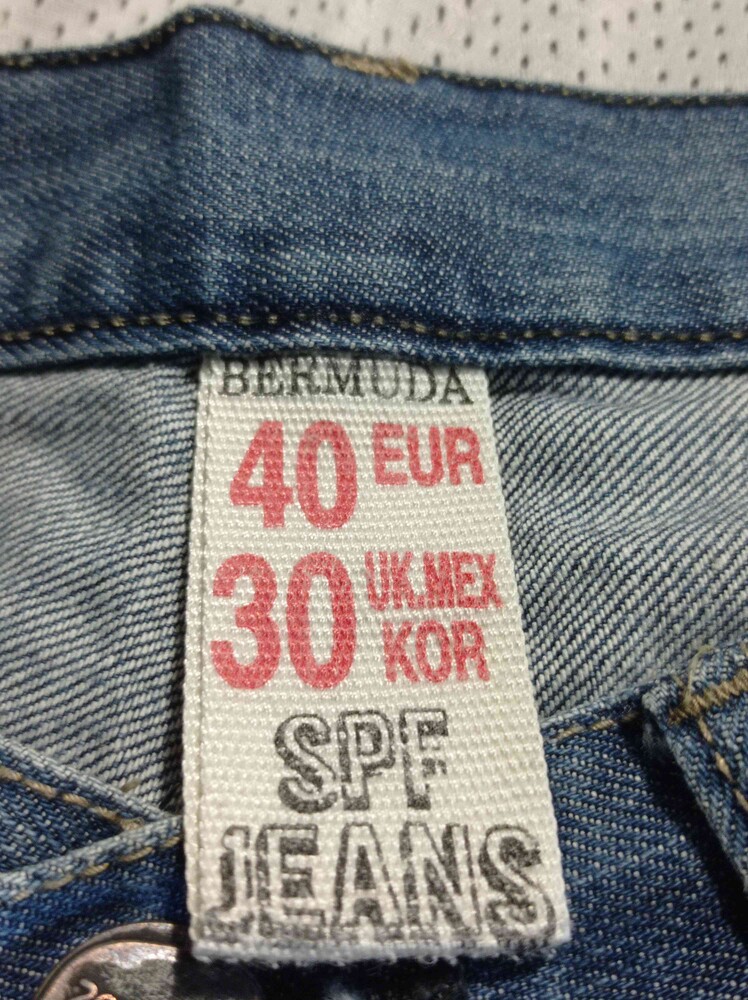 BERMUDA
40 EUR
30 UK.MEX
KOR
SPF
JEANS